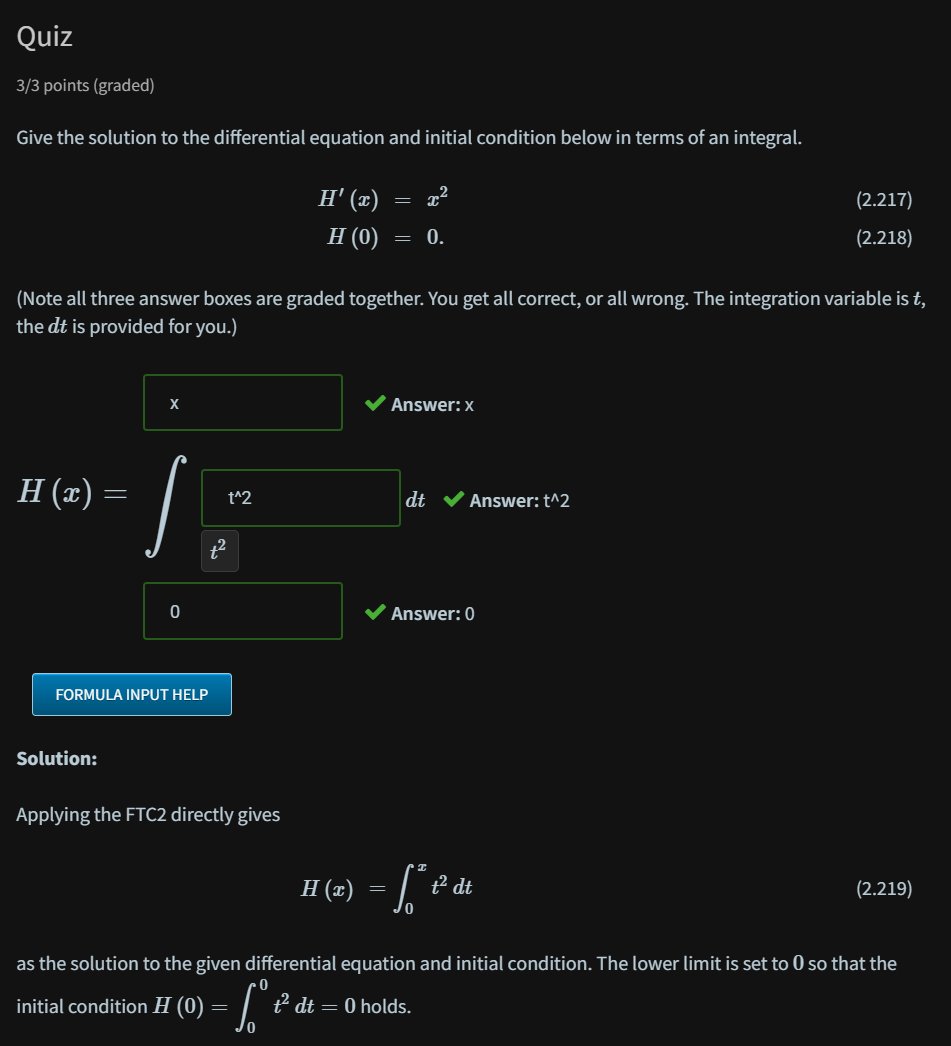 Quiz
3/3 points (graded)
Give the solution to the differential equation and initial condition below in terms of an integral.
H′ (x) = x² (2.217)
H (0) = 0. (2.218)
(Note all three answer boxes are graded together. You get all correct, or all wrong. The integration variable is t,
the dt is provided for you.)
x ✔ Answer: x
H (x) = ∫ t^2 dt ✔ Answer: t^2
t²
0 ✔ Answer: 0
FORMULA INPUT HELP
Solution:
Applying the FTC2 directly gives
H (x) = ∫₀ˣ t² dt (2.219)
as the solution to the given differential equation and initial condition. The lower limit is set to 0 so that the
initial condition H (0) = ∫₀⁰ t² dt = 0 holds.